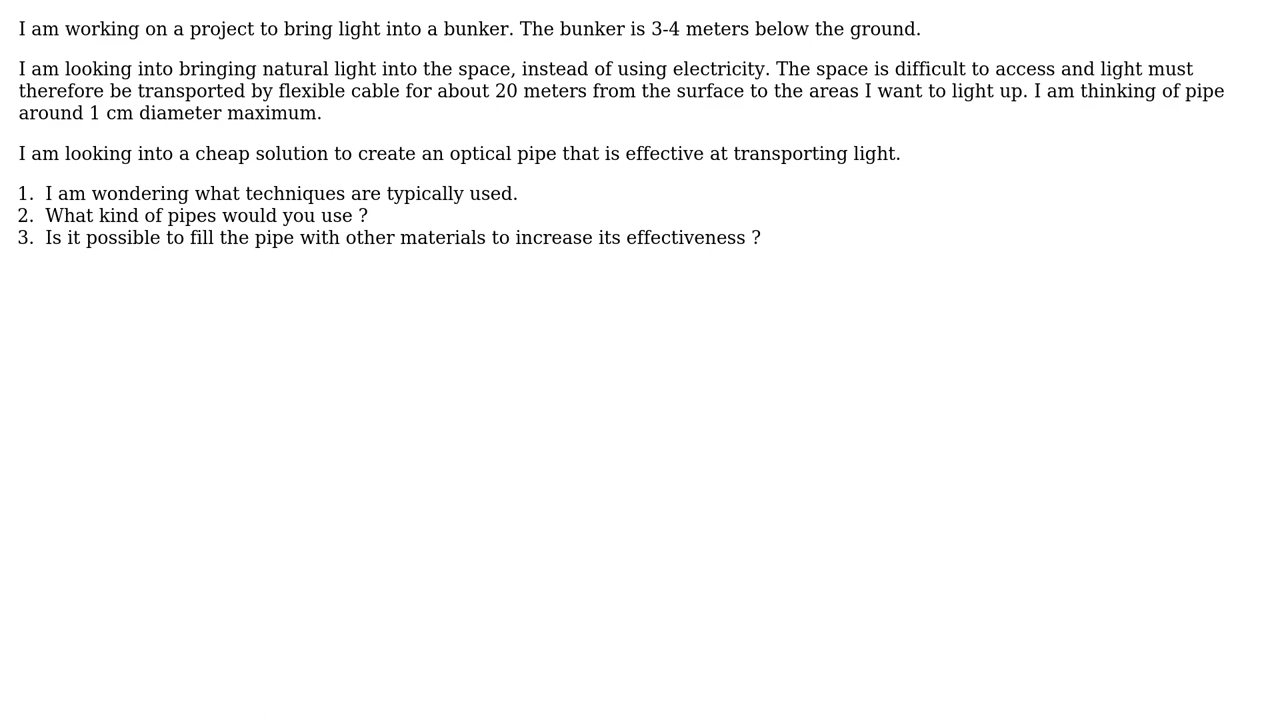 I am working on a project to bring light into a bunker. The bunker is 3-4 meters below the ground.
I am looking into bringing natural light into the space, instead of using electricity. The space is difficult to access and light must
therefore be transported by flexible cable for about 20 meters from the surface to the areas I want to light up. I am thinking of pipe
around 1 cm diameter maximum.
I am looking into a cheap solution to create an optical pipe that is effective at transporting light.
1. I am wondering what techniques are typically used.
2. What kind of pipes would you use ?
3. Is it possible to fill the pipe with other materials to increase its effectiveness ?